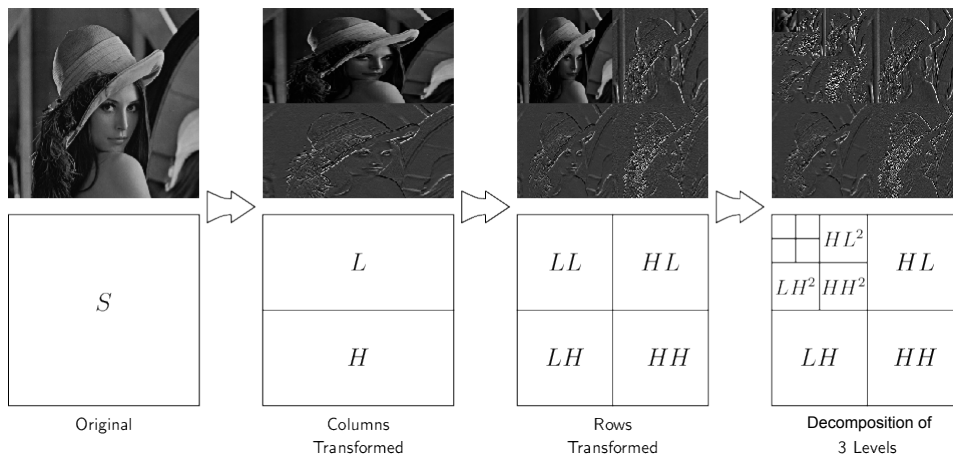 S
L
H
LL
HL
LH
HH
HL²
LH²
HH²
HL
LH
HH
Original
Columns
Transformed
Rows
Transformed
Decomposition of
3 Levels